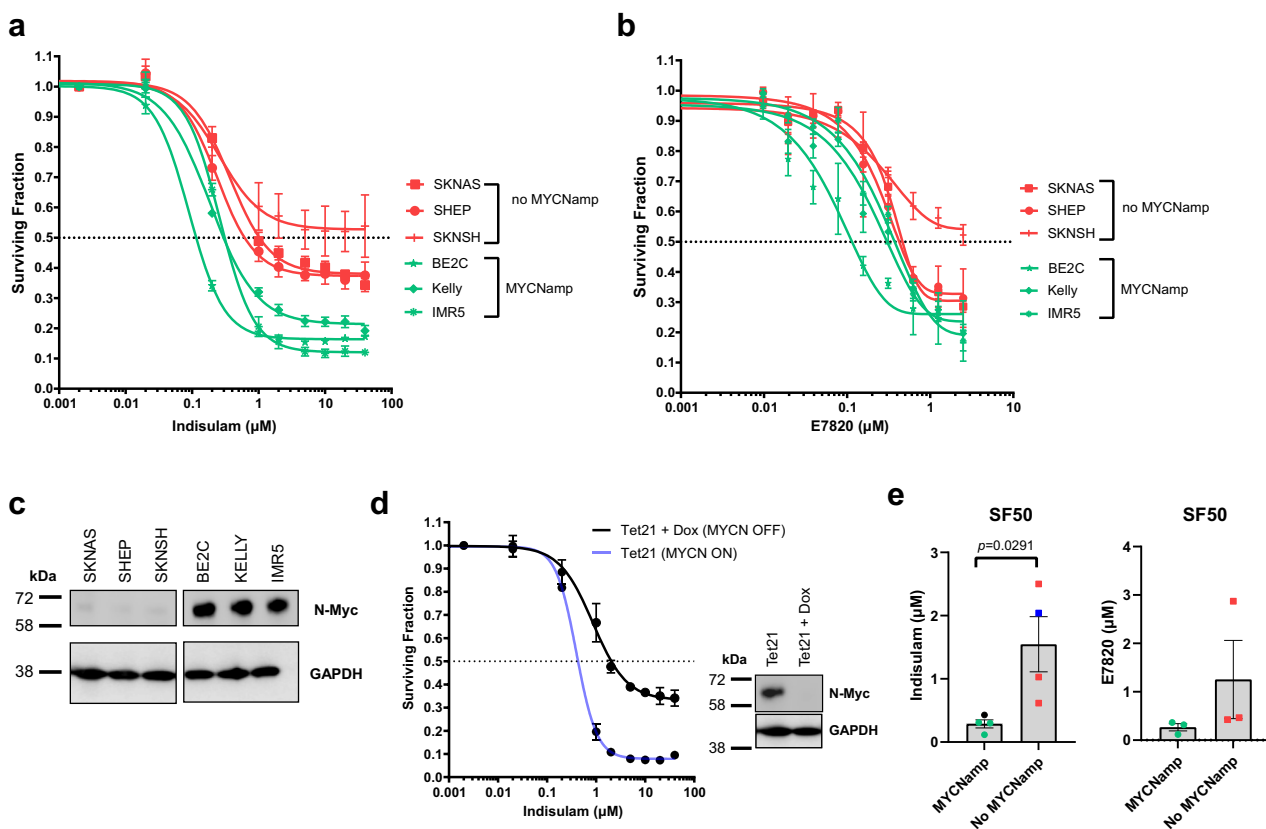 a
1.1
1.0
0.9
0.8
0.7
0.6
0.5
0.4
0.3
0.2
0.1
0.0
Surviving Fraction
0.001 0.01 0.1 1 10 100
Indisulam (µM)
SKNAS
SHEP
SKNSH
no MYCNamp
BE2C
Kelly
IMR5
MYCNamp
b
1.1
1.0
0.9
0.8
0.7
0.6
0.5
0.4
0.3
0.2
0.1
0.0
Surviving Fraction
0.001 0.01 0.1 1 10
E7820 (µM)
SKNAS
SHEP
SKNSH
no MYCNamp
BE2C
Kelly
IMR5
MYCNamp
c
SKNAS SHEP SKNSH BE2C KELLY IMR5
kDa
72
58
N-Myc
38
GAPDH
d
1.1
1.0
0.9
0.8
0.7
0.6
0.5
0.4
0.3
0.2
0.1
0.0
Surviving Fraction
0.001 0.01 0.1 1 10 100
Indisulam (µM)
Tet21 + Dox (MYCN OFF)
Tet21 (MYCN ON)
Tet21 Tet21 + Dox
kDa
72
58
N-Myc
GAPDH
38
e
SF50
p=0.0291
3
2
1
0
Indisulam (µM)
MYCNamp No MYCNamp
SF50
4
3
2
1
0
E7820 (µM)
MYCNamp No MYCNamp